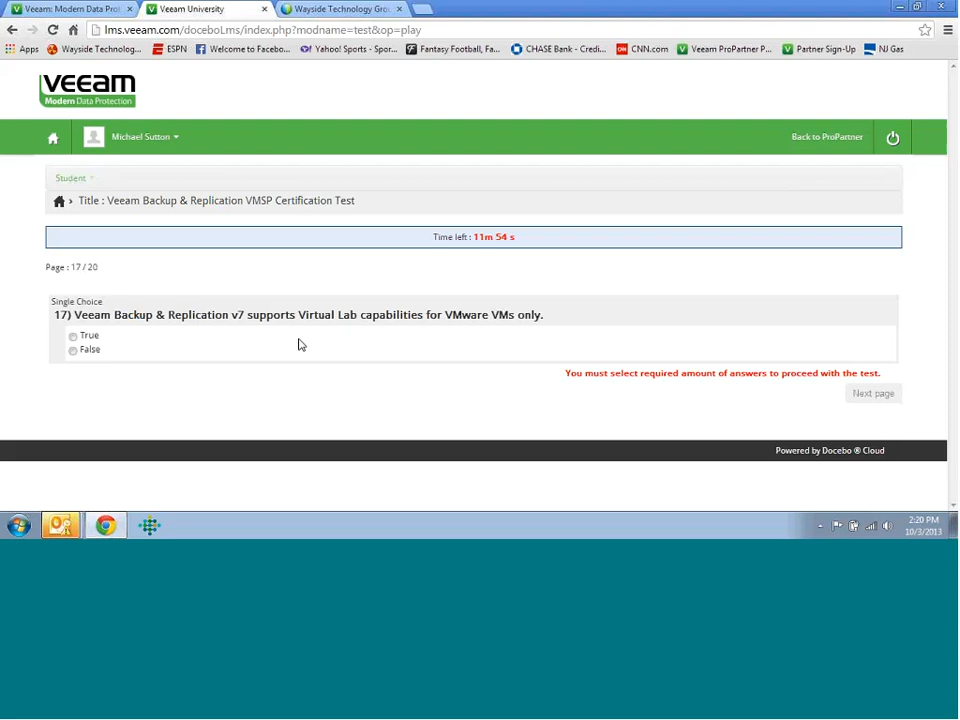 Veeam: Modern Data Prot
Veeam University
Wayside Technology Grou
lms.veeam.com/doceboLms/index.php?modname=test&op=play
Apps
Wayside Technolog...
ESPN
Welcome to Facebo...
Yahoo! Sports - Spor...
Fantasy Football, Fa...
CHASE Bank - Credi...
CNN.com
Veeam ProPartner P...
Partner Sign-Up
NJ Gas
veeam
Modern Data Protection
Michael Sutton
Back to ProPartner
Student
Title : Veeam Backup & Replication VMSP Certification Test
Time left : 11m 54 s
Page : 17 / 20
Single Choice
17) Veeam Backup & Replication v7 supports Virtual Lab capabilities for VMware VMs only.
True
False
You must select required amount of answers to proceed with the test.
Next page
Powered by Docebo ® Cloud
2:20 PM
10/3/2013